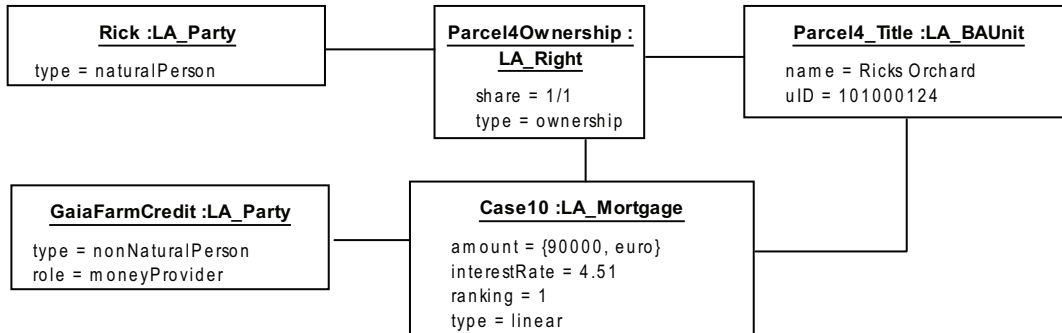 Rick :LA_Party
type = naturalPerson
Parcel4Ownership :
LA_Right
share = 1/1
type = ownership
Parcel4_Title :LA_BAUnit
name = Ricks Orchard
uID = 101000124
GaiaFarmCredit :LA_Party
type = nonNaturalPerson
role = moneyProvider
Case10 :LA_Mortgage
amount = {90000, euro}
interestRate = 4.51
ranking = 1
type = linear